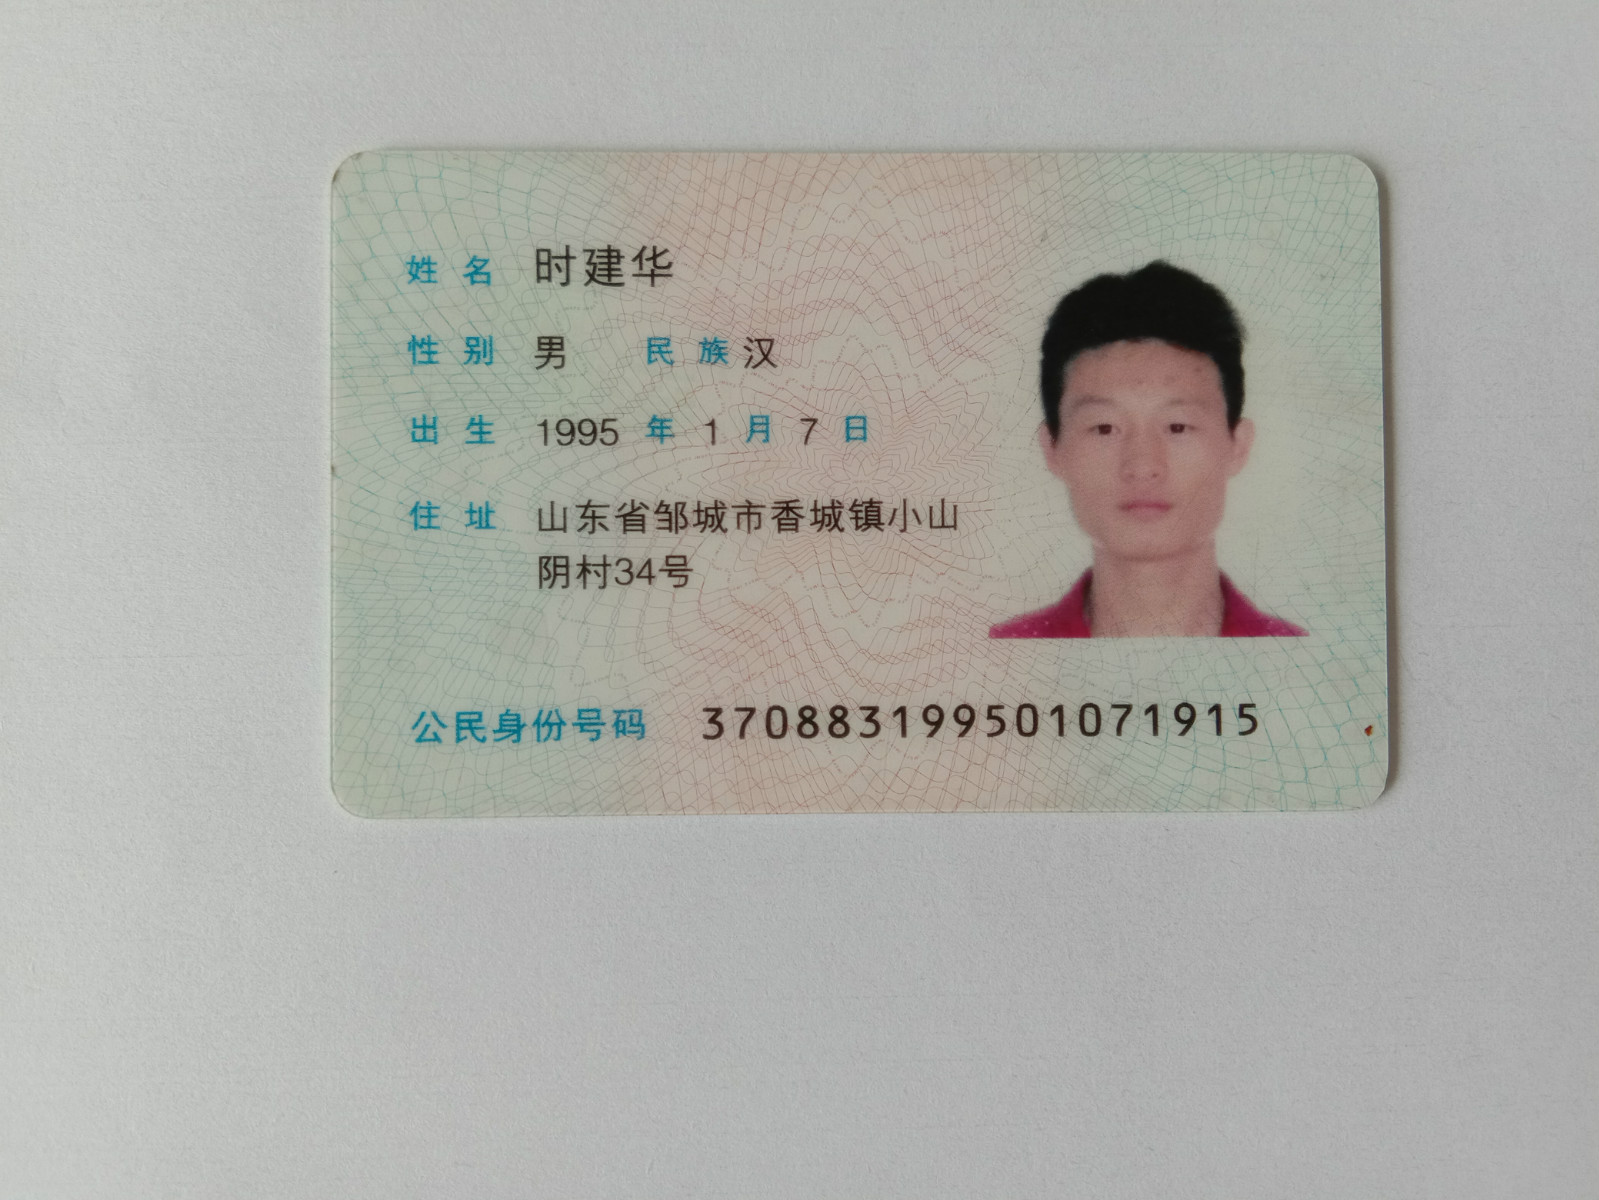 姓名 时建华
性别 男 民族 汉
出生 1995 年 1 月 7 日
住址 山东省邹城市香城镇小山
阴村34号
公民身份号码 370883199501071915